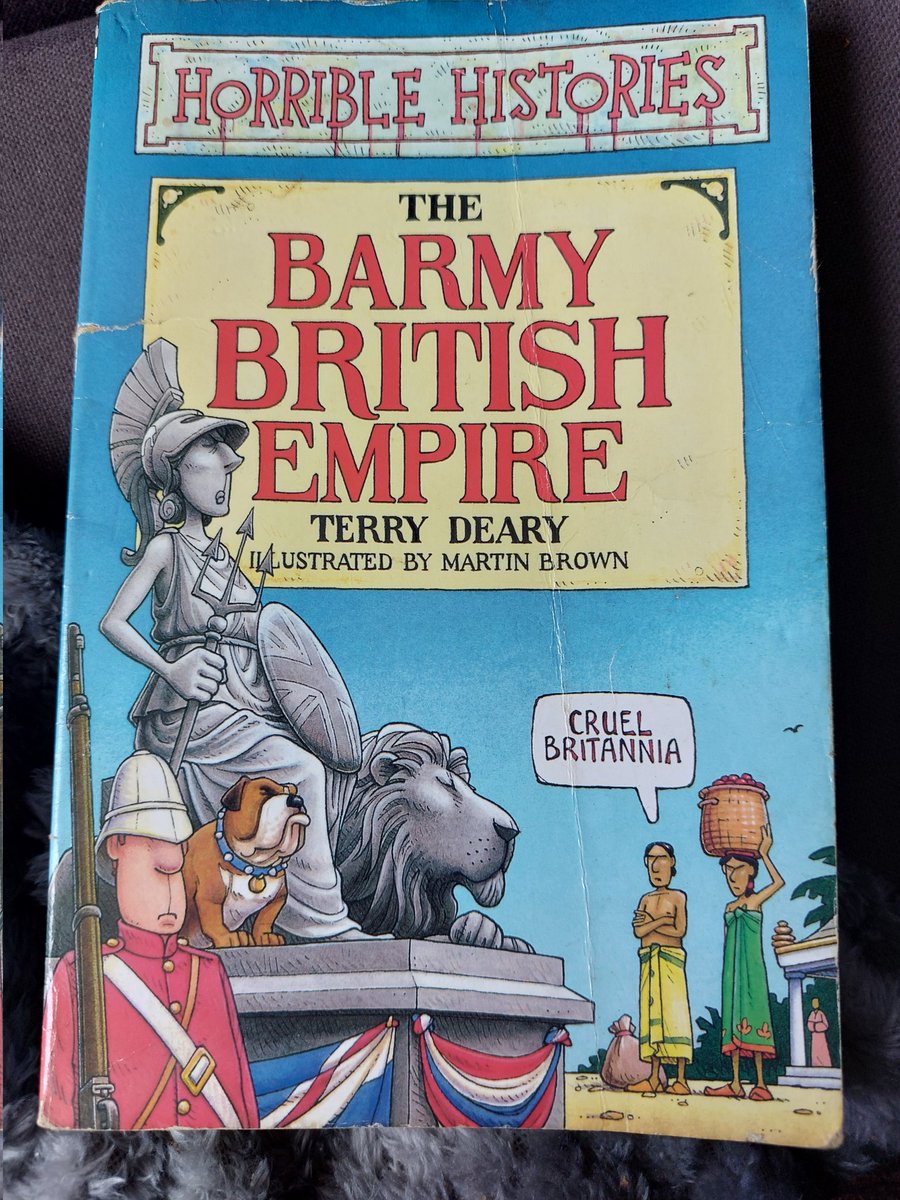 HORRIBLE HISTORIES
THE
BARMY
BRITISH
EMPIRE
TERRY DEARY
ILLUSTRATED BY MARTIN BROWN
CRUEL
BRITANNIA